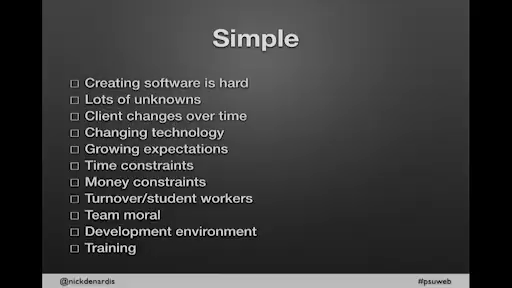 Simple
Creating software is hard
Lots of unknowns
Client changes over time
Changing technology
Growing expectations
Time constraints
Money constraints
Turnover/student workers
Team moral
Development environment
Training
@nickdenardis
#psuweb